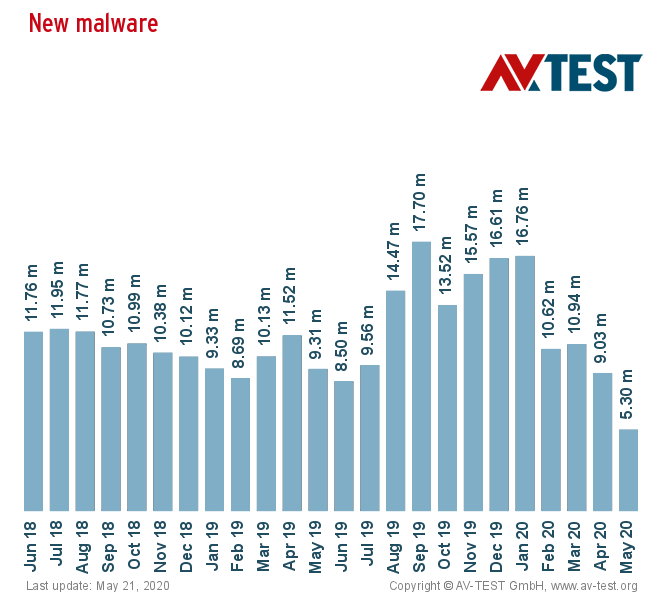 New malware
AVTEST
11.76 m
11.95 m
11.77 m
10.73 m
10.99 m
10.38 m
10.12 m
9.33 m
8.69 m
10.13 m
11.52 m
9.31 m
8.50 m
9.56 m
14.47 m
17.70 m
13.52 m
15.57 m
16.61 m
16.76 m
10.62 m
10.94 m
9.03 m
5.30 m
Jun 18
Jul 18
Aug 18
Sep 18
Oct 18
Nov 18
Dec 18
Jan 19
Feb 19
Mar 19
Apr 19
May 19
Jun 19
Jul 19
Aug 19
Sep 19
Oct 19
Nov 19
Dec 19
Jan 20
Feb 20
Mar 20
Apr 20
May 20
Last update: May 21, 2020
Copyright © AV-TEST GmbH, www.av-test.org